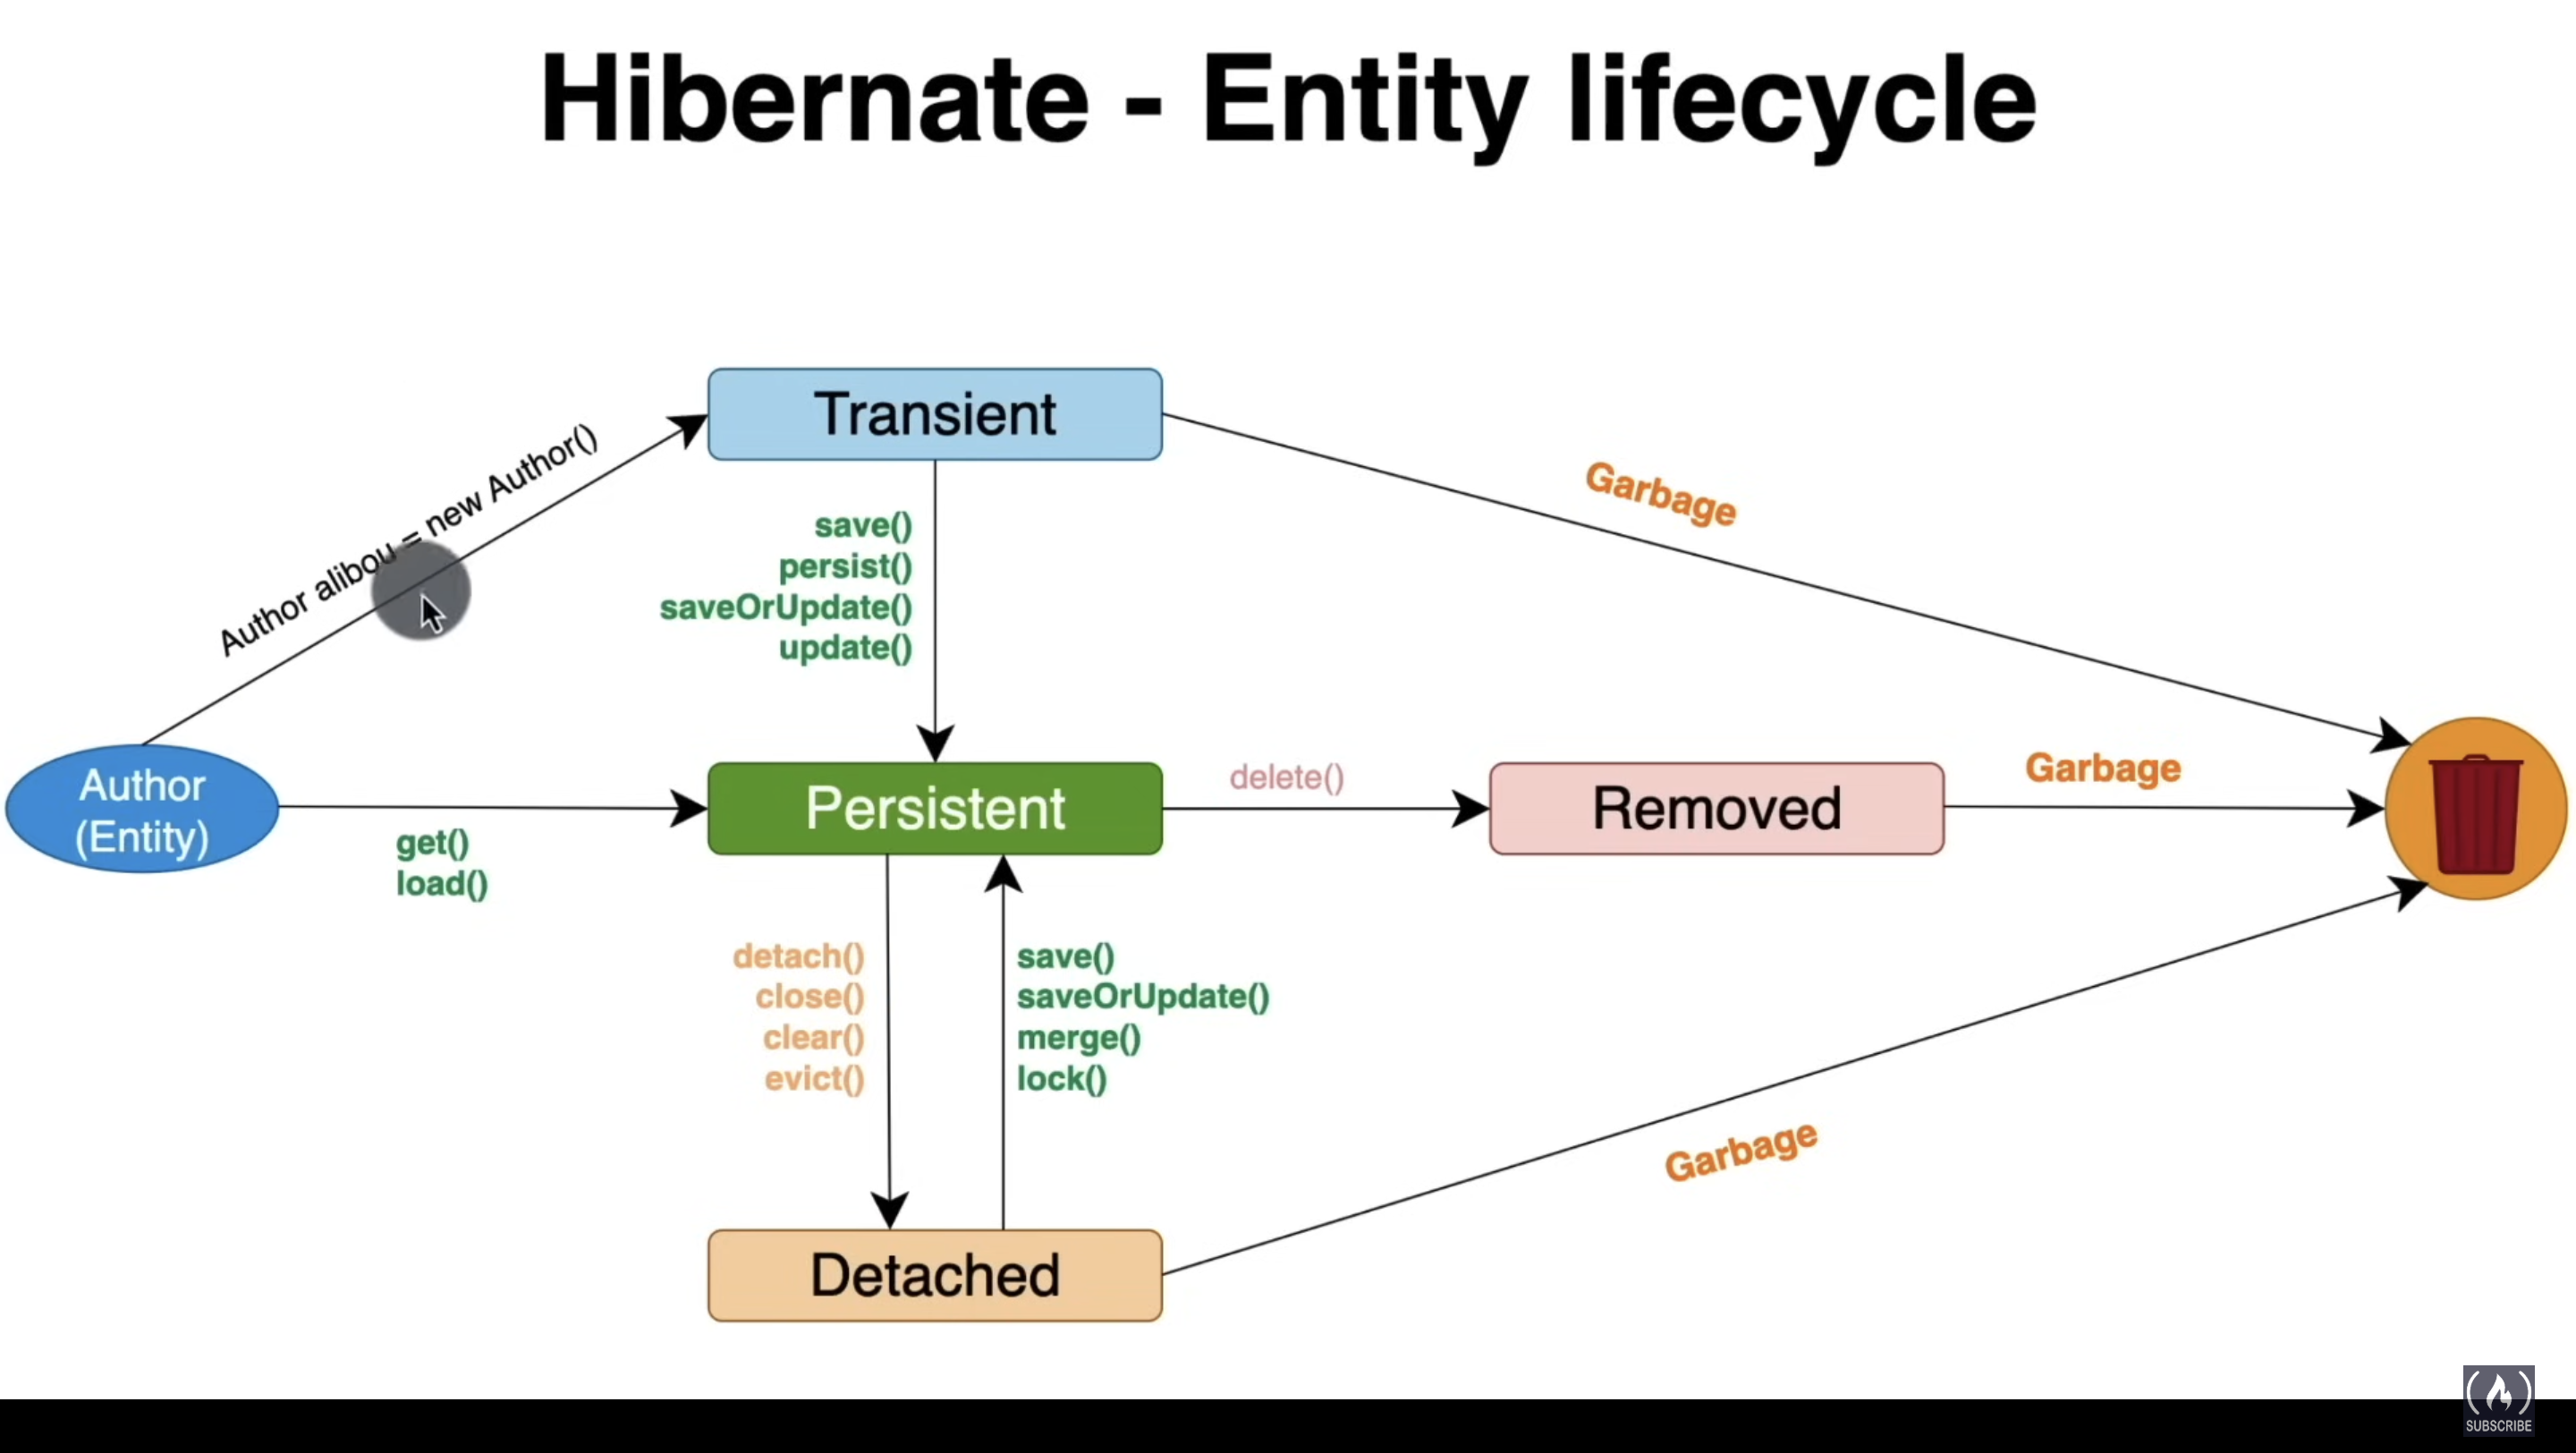 Hibernate - Entity lifecycle
Transient
Author alibou = new Author()
Garbage
save()
persist()
saveOrUpdate()
update()
Author
(Entity)
get()
load()
Persistent
delete()
Removed
Garbage
detach()
close()
clear()
evict()
save()
saveOrUpdate()
merge()
lock()
Garbage
Detached
SUBSCRIBE